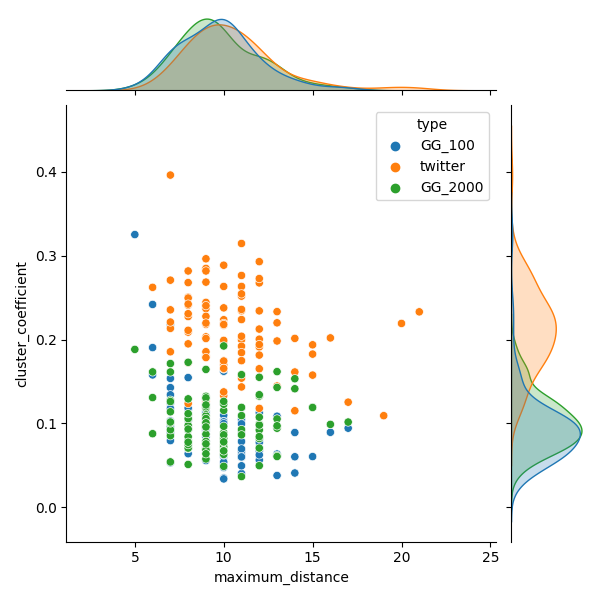 type
GG_100
twitter
GG_2000
0.4
0.3
0.2
0.1
0.0
cluster_coefficient
5
10
15
20
25
maximum_distance